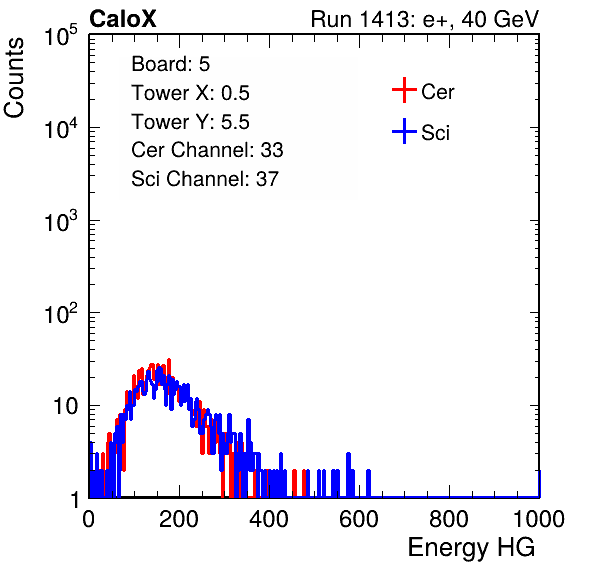 CaloX Run 1413: e+, 40 GeV
Counts
Board: 5
Tower X: 0.5
Tower Y: 5.5
Cer Channel: 33
Sci Channel: 37
Cer
Sci
10^5
10^4
10^3
10^2
10
1
0 200 400 600 800 1000
Energy HG